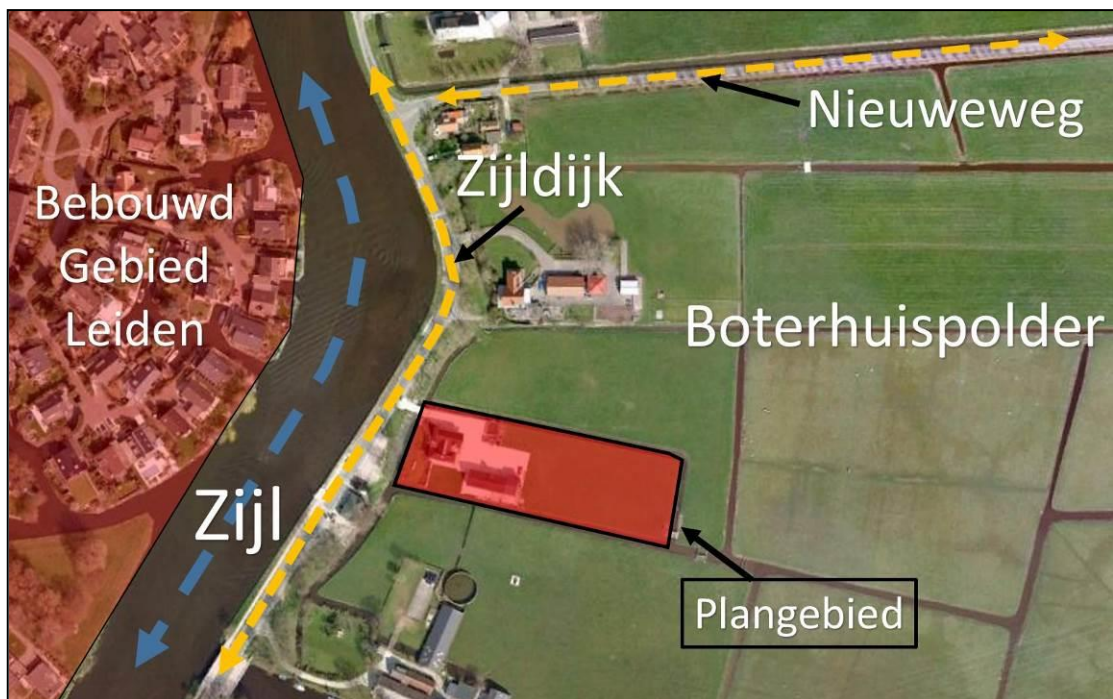 Nieuweweg
Zijldijk
Bebouwd
Gebied
Leiden
Boterhuispolder
Zijl
Plangebied